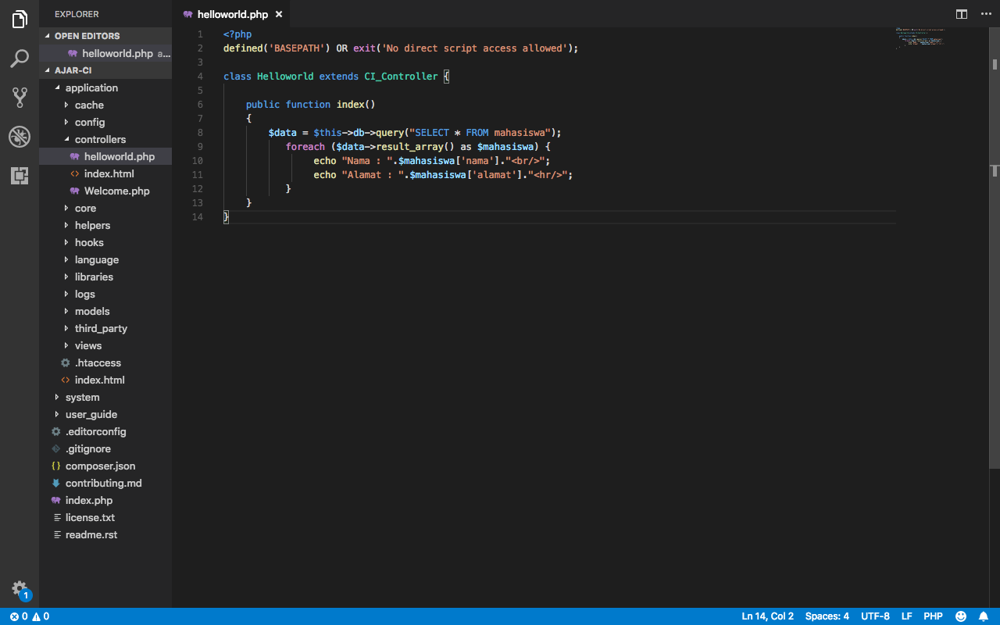 EXPLORER
OPEN EDITORS
helloworld.php a...
AJAR-CI
application
cache
config
controllers
helloworld.php
index.html
Welcome.php
core
helpers
hooks
language
libraries
logs
models
third_party
views
.htaccess
index.html
system
user_guide
.editorconfig
.gitignore
composer.json
contributing.md
index.php
license.txt
readme.rst
1
helloworld.php
1 <?php
2 defined('BASEPATH') OR exit('No direct script access allowed');
3
4 class Helloworld extends CI_Controller {
5
6 public function index()
7 {
8 $data = $this->db->query("SELECT * FROM mahasiswa");
9 foreach ($data->result_array() as $mahasiswa) {
10 echo "Nama : ".$mahasiswa['nama']."<br/>";
11 echo "Alamat : ".$mahasiswa['alamat']."<hr/>";
12 }
13 }
14 }
0 0 Ln 14, Col 2 Spaces: 4 UTF-8 LF PHP